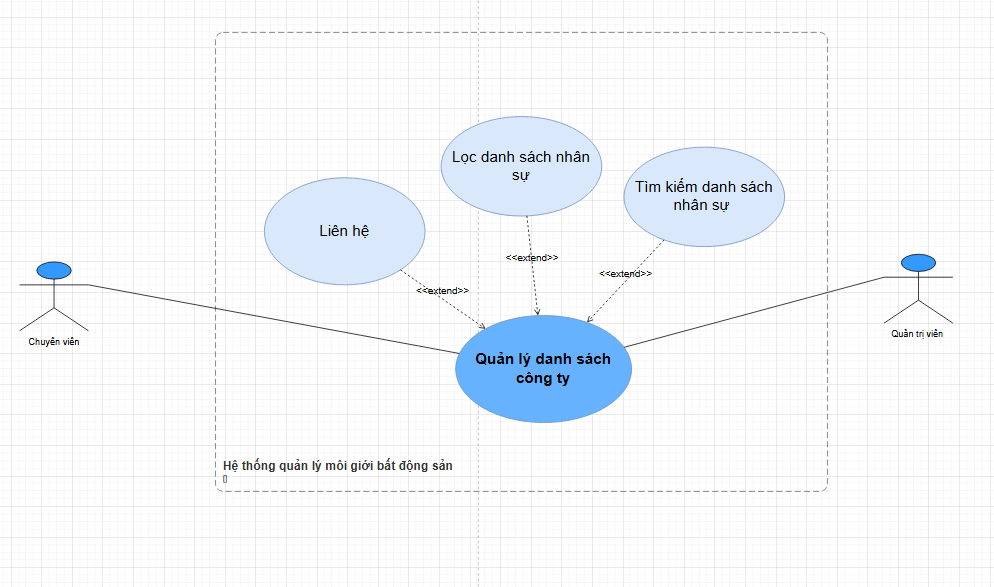 Lọc danh sách nhân
sự
Tìm kiếm danh sách
nhân sự
Liên hệ
<<extend>>
<<extend>>
<<extend>>
Chuyên viên
Quản trị viên
Quản lý danh sách
công ty
Hệ thống quản lý môi giới bất động sản